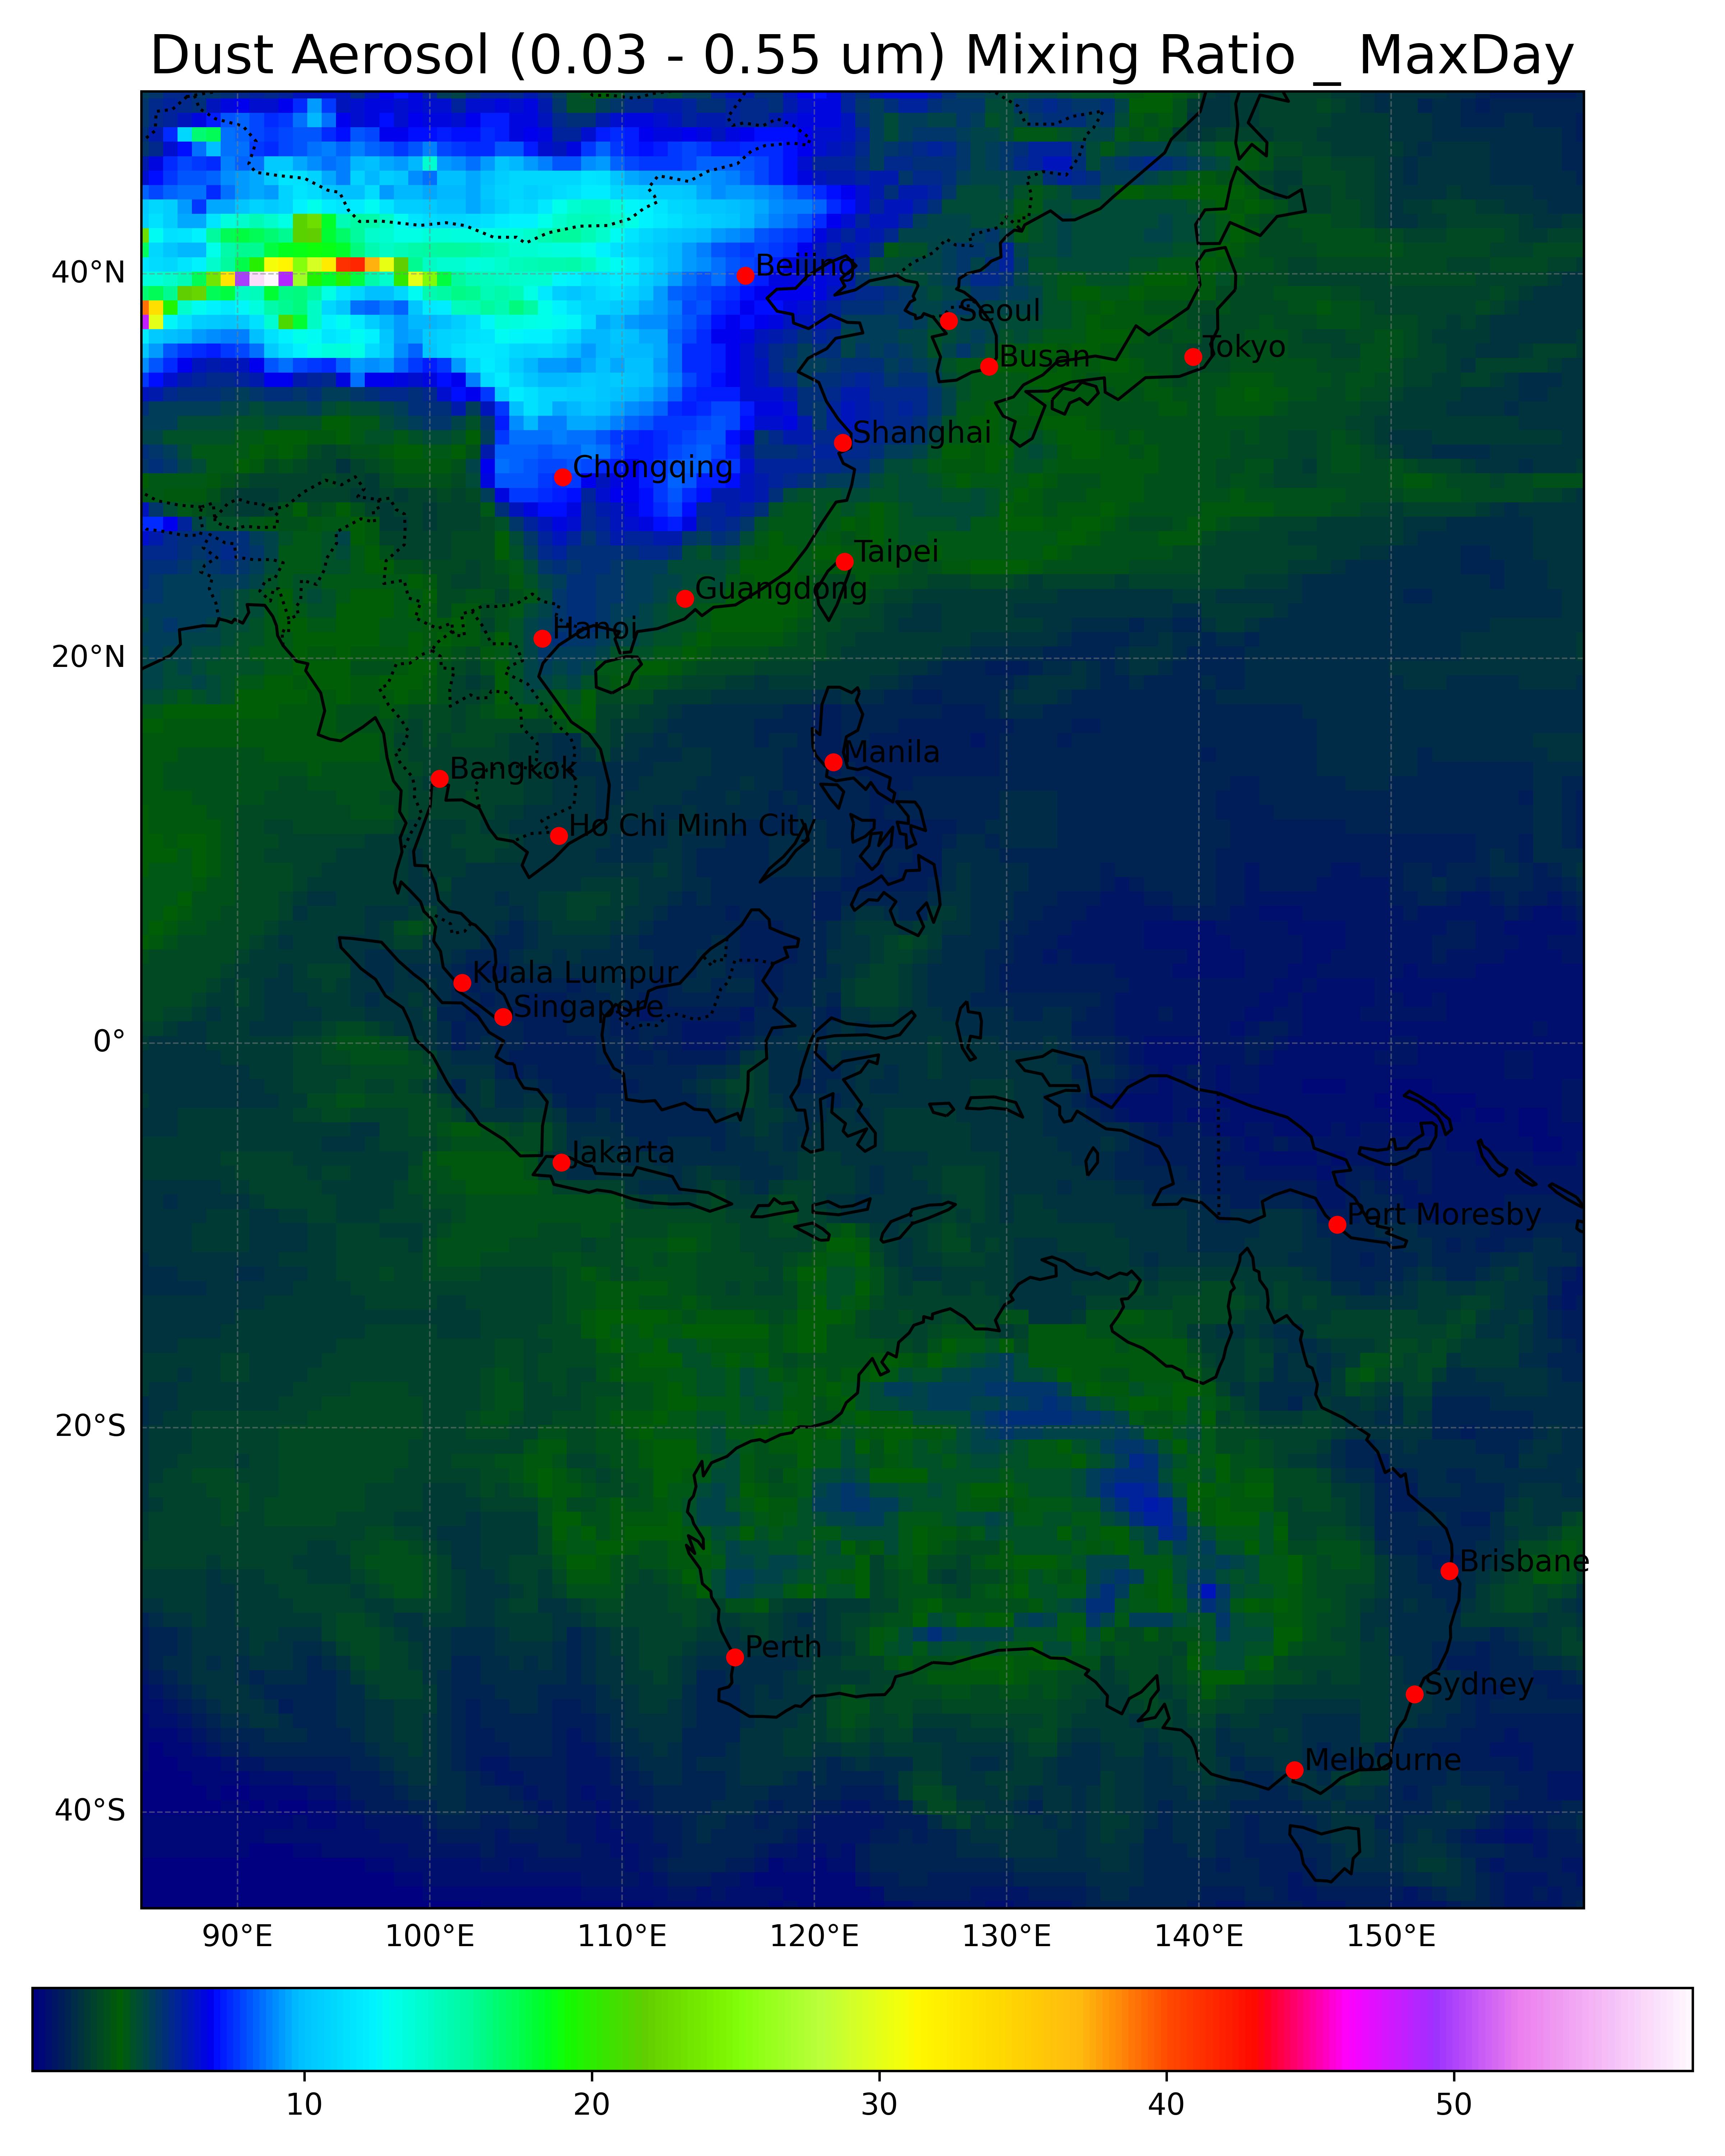 Dust Aerosol (0.03 - 0.55 um) Mixing Ratio _ MaxDay
40°N
Beijing
Seoul
Tokyo
Busan
Shanghai
Chongqing
Taipei
Guangdong
Hanoi
20°N
Manila
Bangkok
Ho Chi Minh City
Kuala Lumpur
Singapore
0°
Jakarta
Port Moresby
20°S
Brisbane
Perth
Sydney
Melbourne
40°S
90°E 100°E 110°E 120°E 130°E 140°E 150°E
10 20 30 40 50